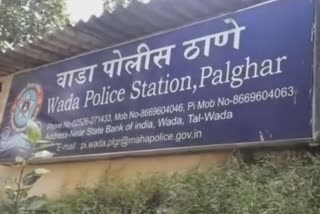 वाडा पोलीस ठाणे
Wada Police Station,Palghar
Phone No-02526-271433, Mob No-8669604046, Pi Mob No-8669604063
Address-Near State Bank of india, Wada, Tal-Wada
E-mail pi.wada.plgr@mahapolice.gov.in